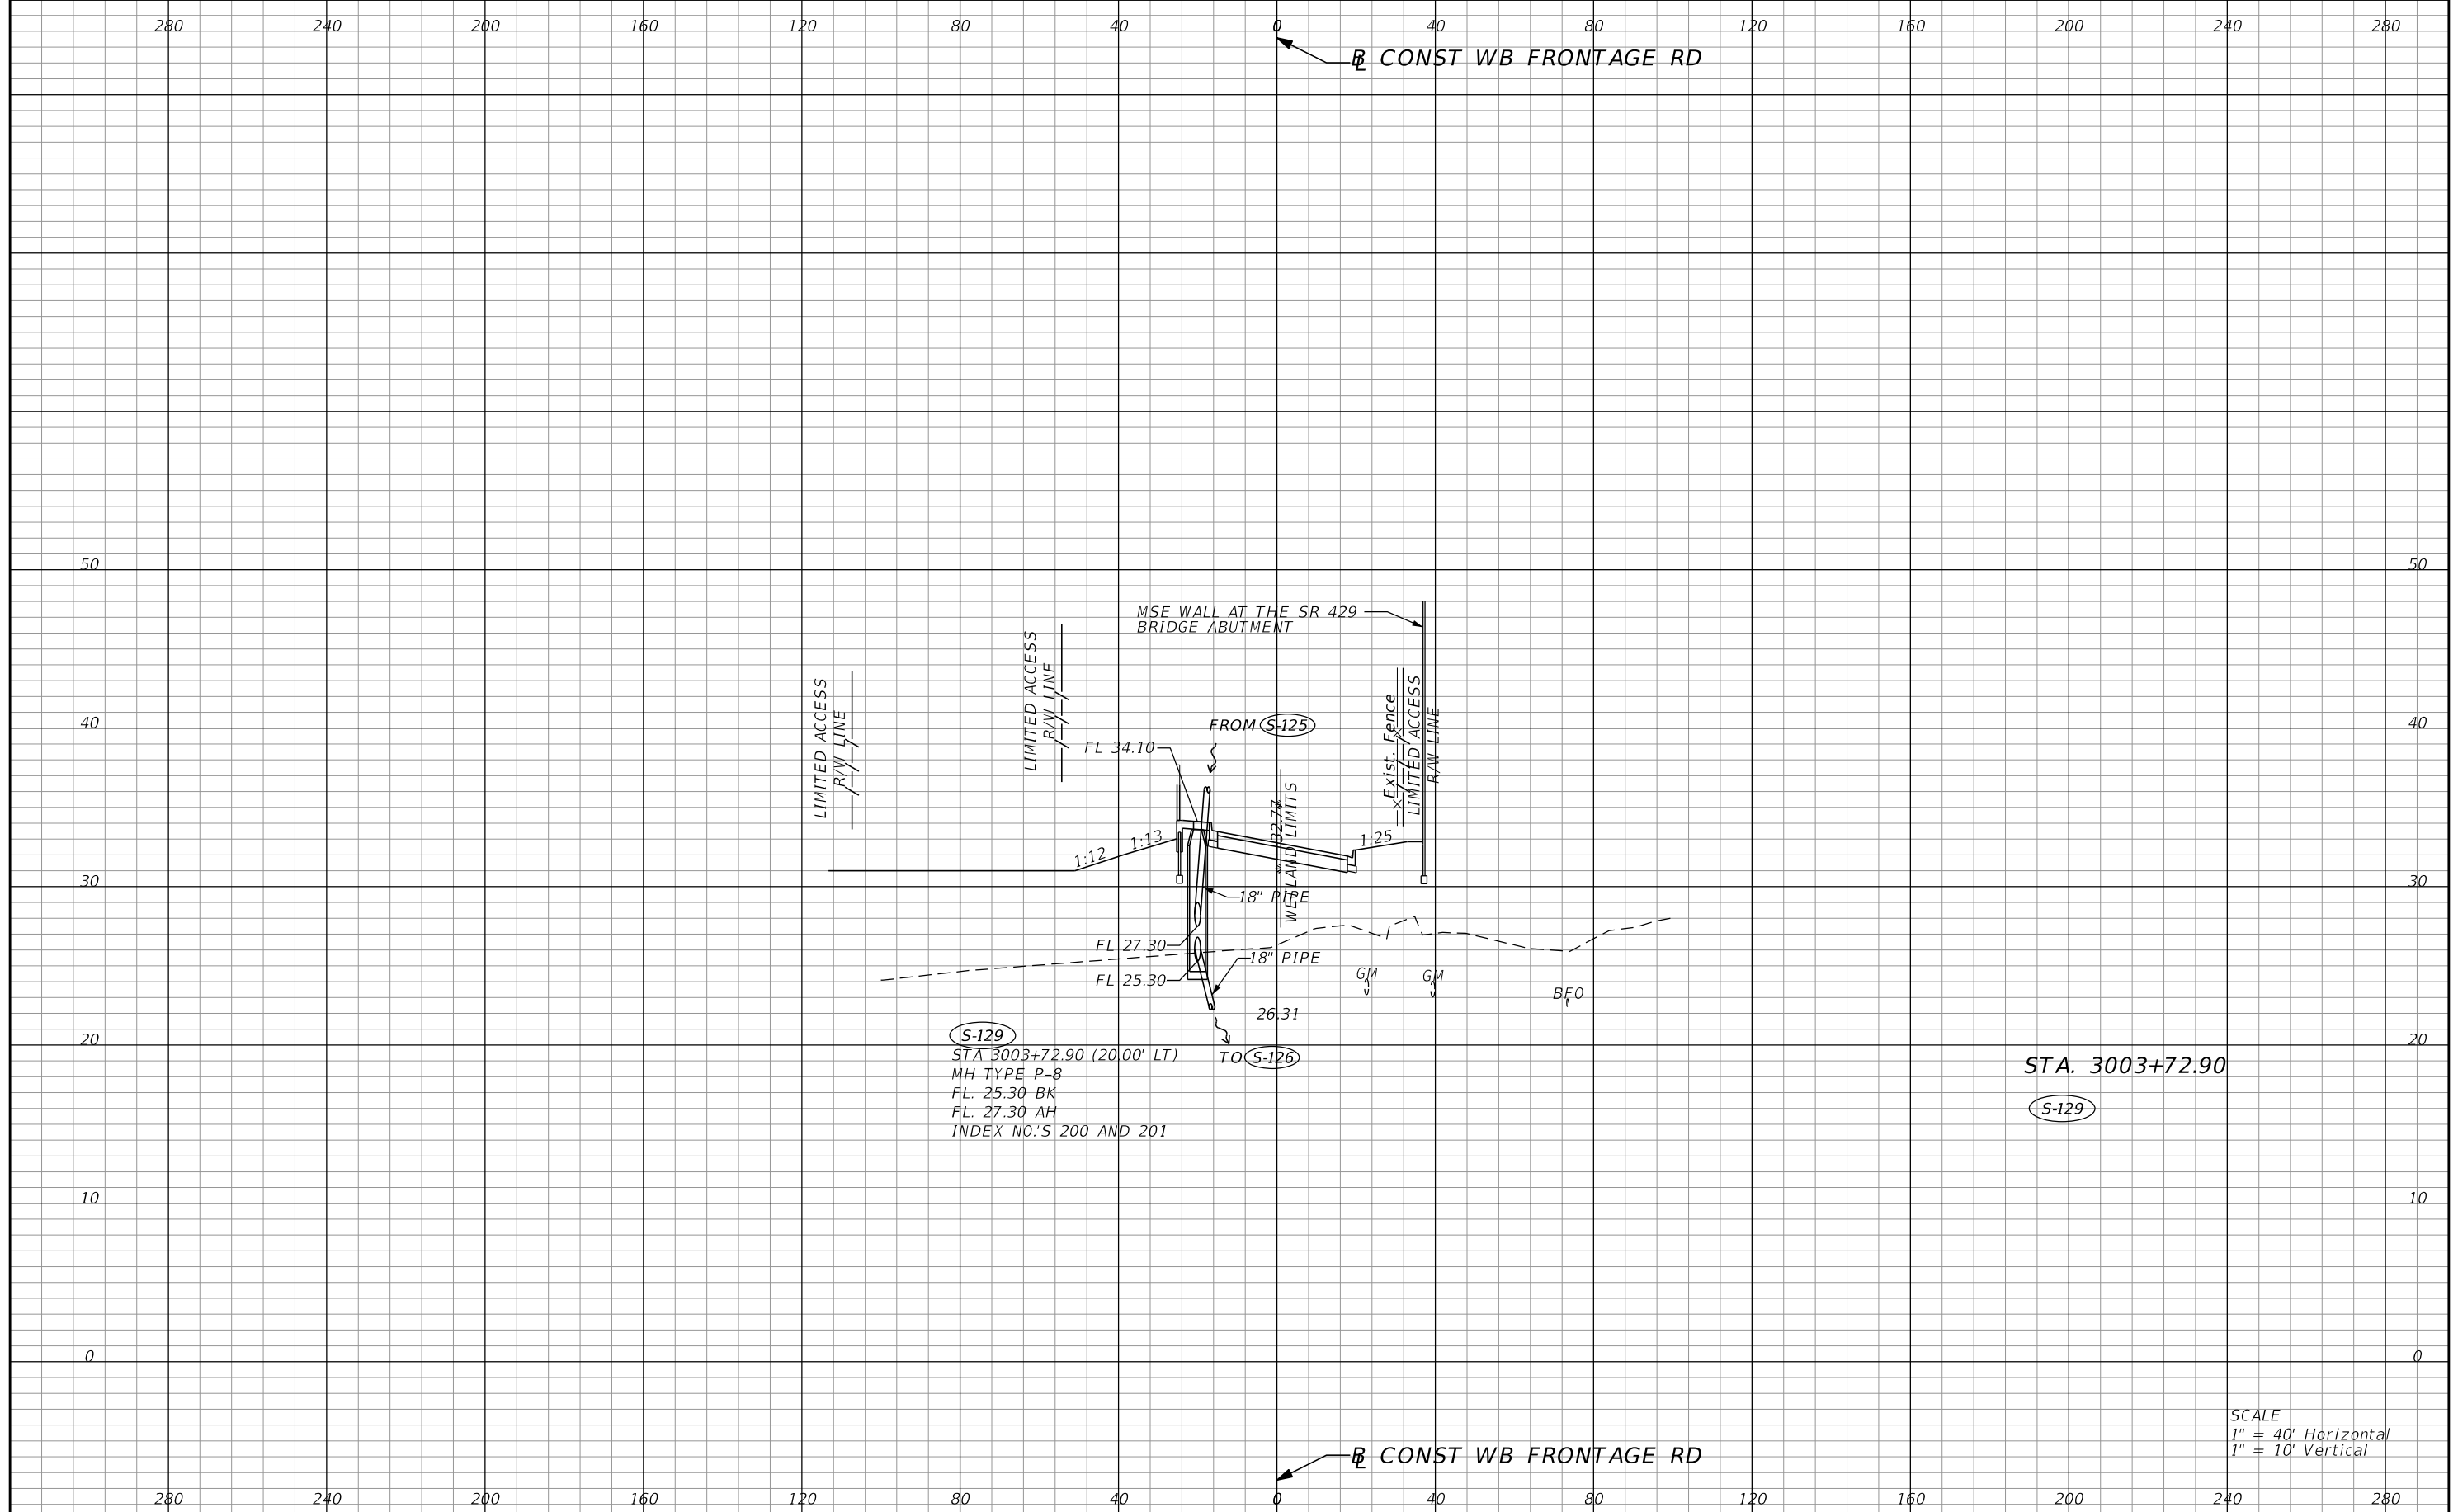 280 240 200 160 120 80 40 0 40 80 120 160 200 240 280
BL CONST WB FRONTAGE RD
50 50
MSE WALL AT THE SR 429
BRIDGE ABUTMENT
LIMITED ACCESS
R/W LINE
LIMITED ACCESS
R/W LINE
Exist. Fence
LIMITED ACCESS
R/W LINE
40 40
FROM S-125
FL 34.10
32.77
WETLAND LIMITS
1:12
1:13
1:25
30 30
18" PIPE
FL 27.30
18" PIPE
FL 25.30
GM
GM
BFO
26.31
20 20
S-129
STA 3003+72.90 (20.00' LT)
MH TYPE P-8
FL. 25.30 BK
FL. 27.30 AH
INDEX NO.'S 200 AND 201
TO S-126
STA. 3003+72.90
S-129
10 10
0 0
SCALE
1" = 40' Horizontal
1" = 10' Vertical
BL CONST WB FRONTAGE RD
280 240 200 160 120 80 40 0 40 80 120 160 200 240 280